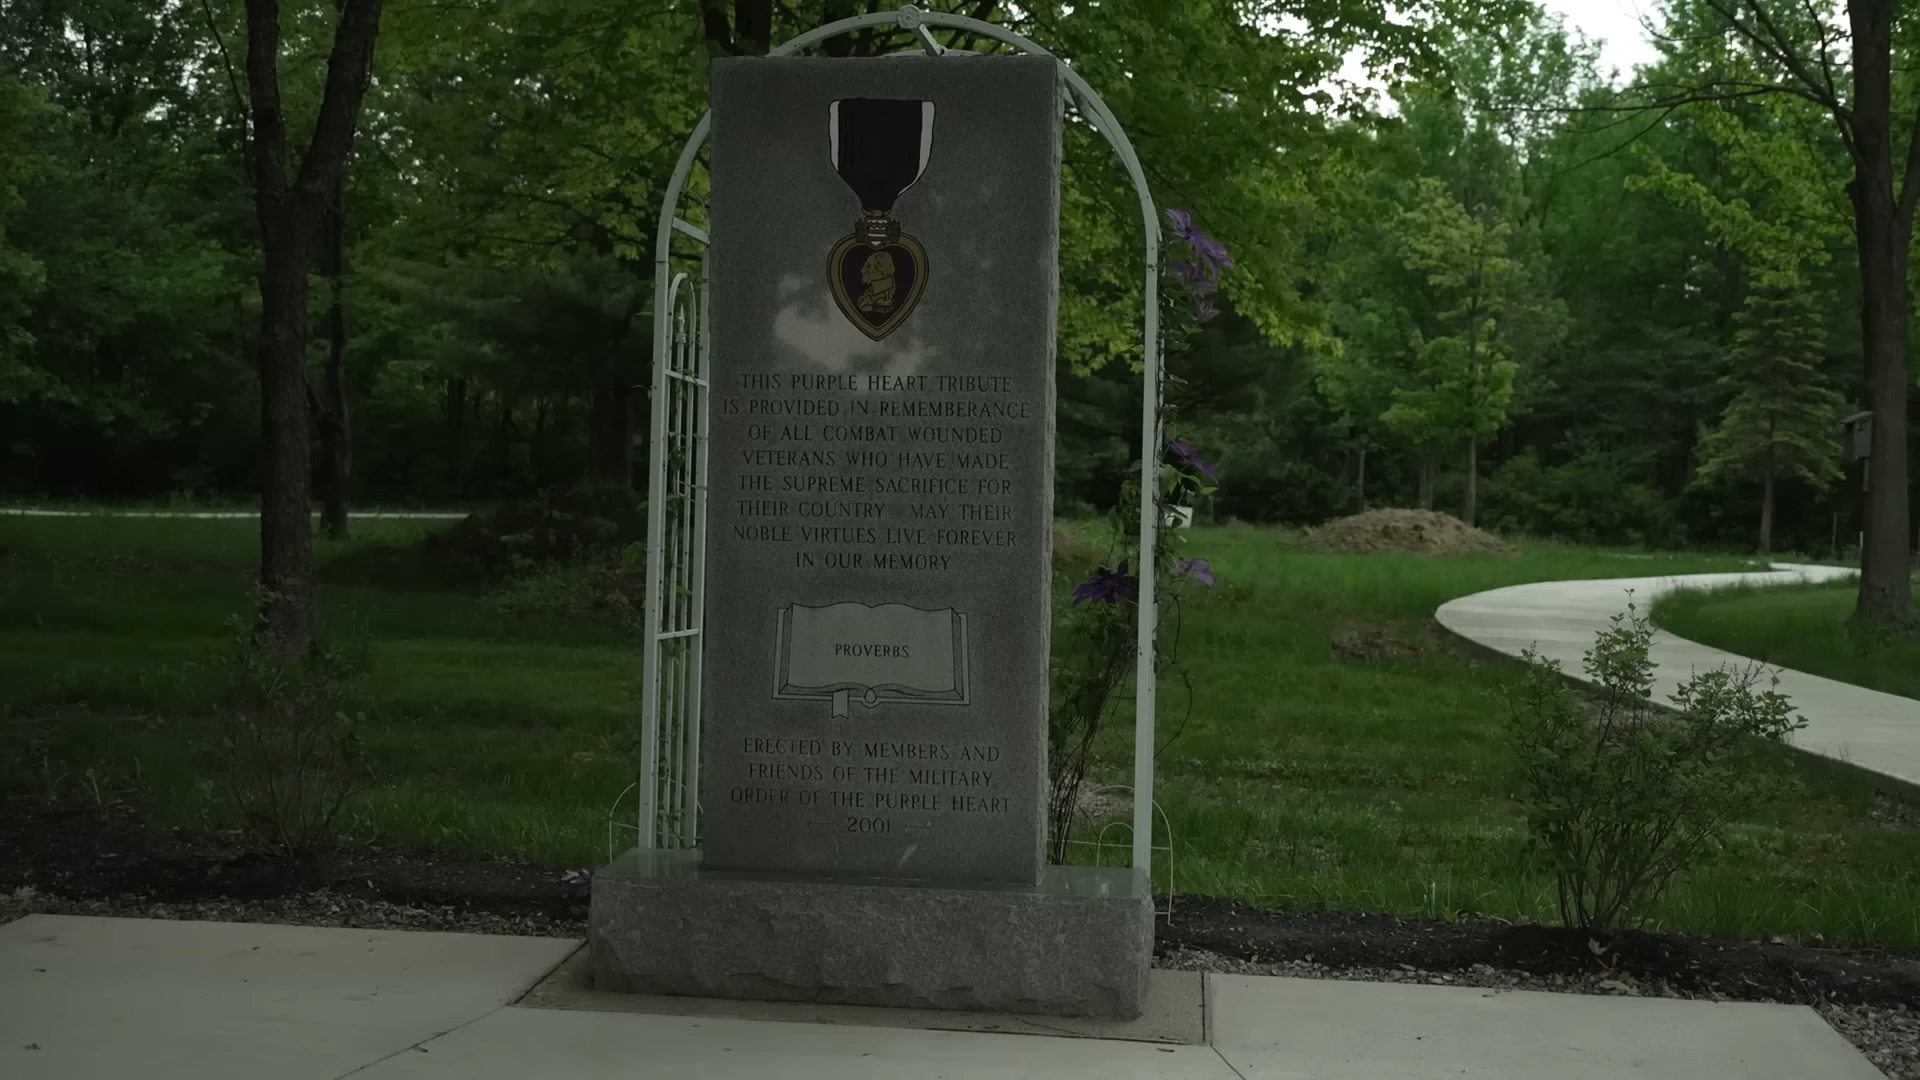 THIS PURPLE HEART TRIBUTE
IS PROVIDED IN REMEMBERANCE
OF ALL COMBAT WOUNDED
VETERANS WHO HAVE MADE
THE SUPREME SACRIFICE FOR
THEIR COUNTRY. MAY THEIR
NOBLE VIRTUES LIVE FOREVER
IN OUR MEMORY
PROVERBS
ERECTED BY MEMBERS AND
FRIENDS OF THE MILITARY
ORDER OF THE PURPLE HEART
2001